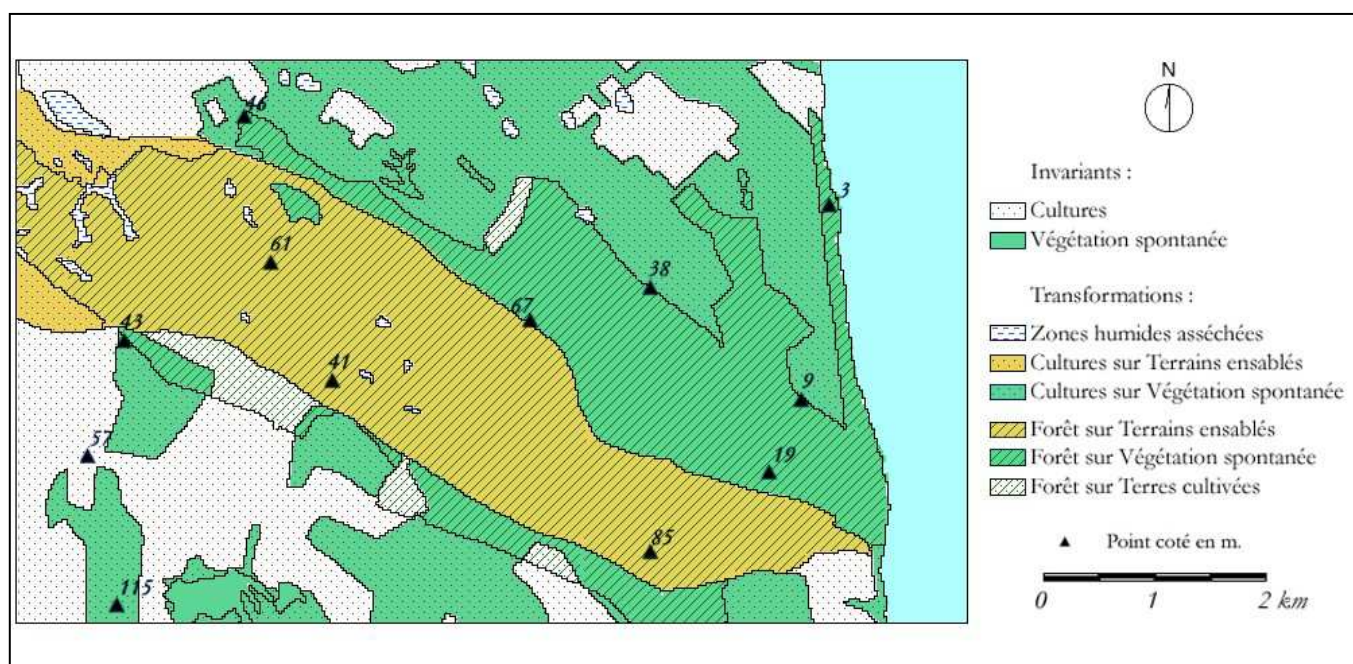 N
Invariants :
Cultures
Végétation spontanée
Transformations :
Zones humides asséchées
Cultures sur Terrains ensablés
Cultures sur Végétation spontanée
Forêt sur Terrains ensablés
Forêt sur Végétation spontanée
Forêt sur Terres cultivées
Point coté en m.
0 1 2 km
46
3
61
38
67
43
41
9
57
19
85
115